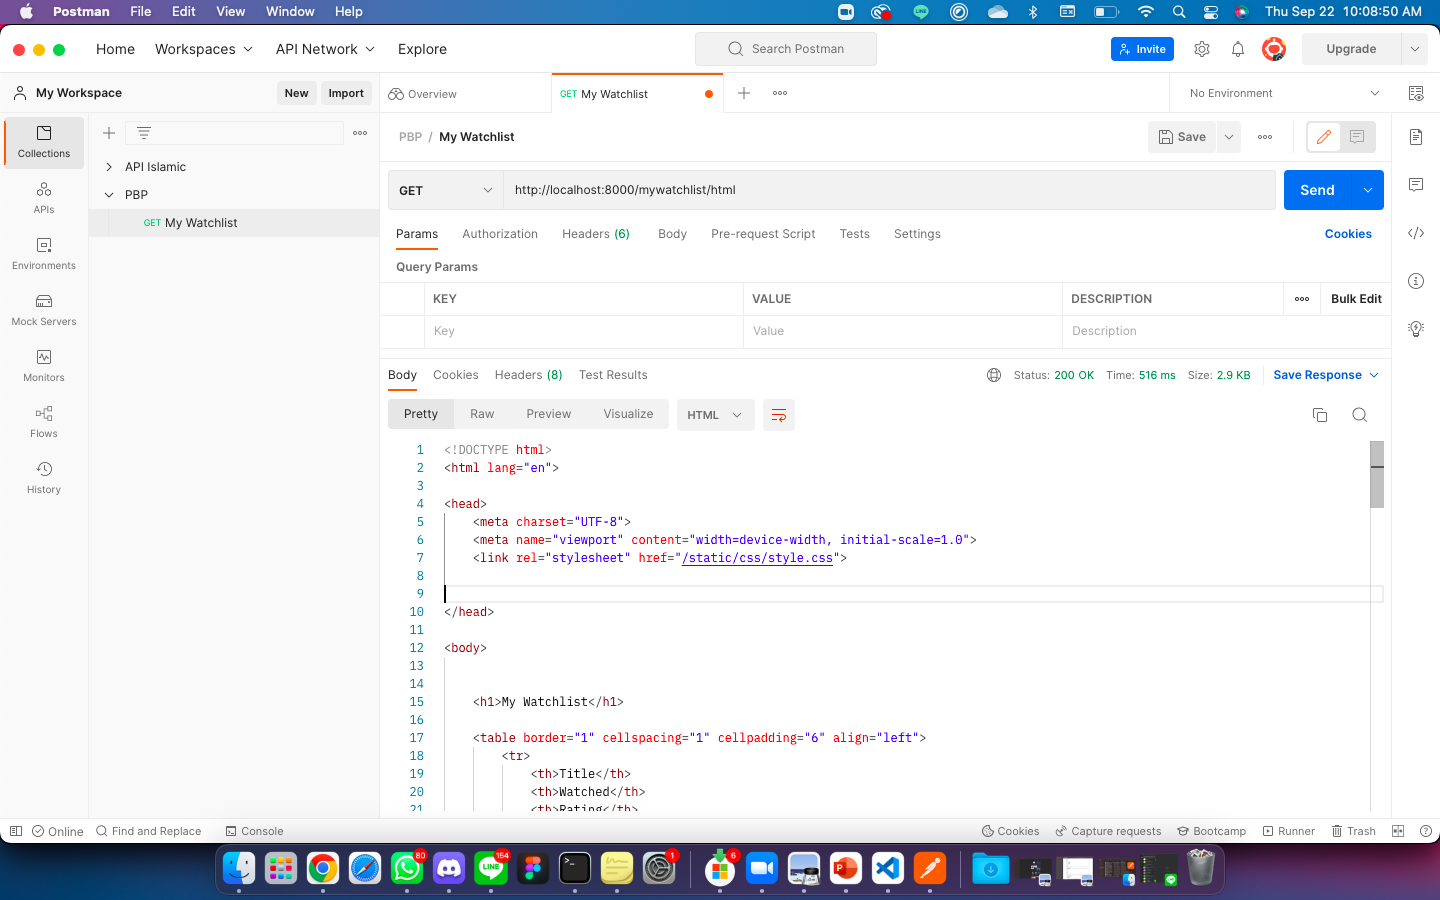 Postman File Edit View Window Help Thu Sep 22 10:08:50 AM
Home Workspaces API Network Explore Search Postman Invite Upgrade
My Workspace New Import Overview GET My Watchlist No Environment
Collections
APIs
Environments
Mock Servers
Monitors
Flows
History
API Islamic
PBP
GET My Watchlist
PBP / My Watchlist Save
GET http://localhost:8000/mywatchlist/html Send
Params Authorization Headers (6) Body Pre-request Script Tests Settings Cookies
Query Params
KEY VALUE DESCRIPTION Bulk Edit
Key Value Description
Body Cookies Headers (8) Test Results Status: 200 OK Time: 516 ms Size: 2.9 KB Save Response
Pretty Raw Preview Visualize HTML
1 <!DOCTYPE html>
2 <html lang="en">
3
4 <head>
5 <meta charset="UTF-8">
6 <meta name="viewport" content="width=device-width, initial-scale=1.0">
7 <link rel="stylesheet" href="/static/css/style.css">
8
9
10 </head>
11
12 <body>
13
14
15 <h1>My Watchlist</h1>
16
17 <table border="1" cellspacing="1" cellpadding="6" align="left">
18 <tr>
19 <th>Title</th>
20 <th>Watched</th>
21 <th>Rating</th>
Online Find and Replace Console Cookies Capture requests Bootcamp Runner Trash
80 164 1 6
LINE